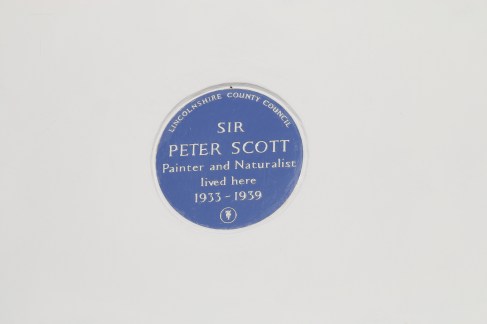 LINCOLNSHIRE COUNTY COUNCIL
SIR
PETER SCOTT
Painter and Naturalist
lived here
1933 - 1939